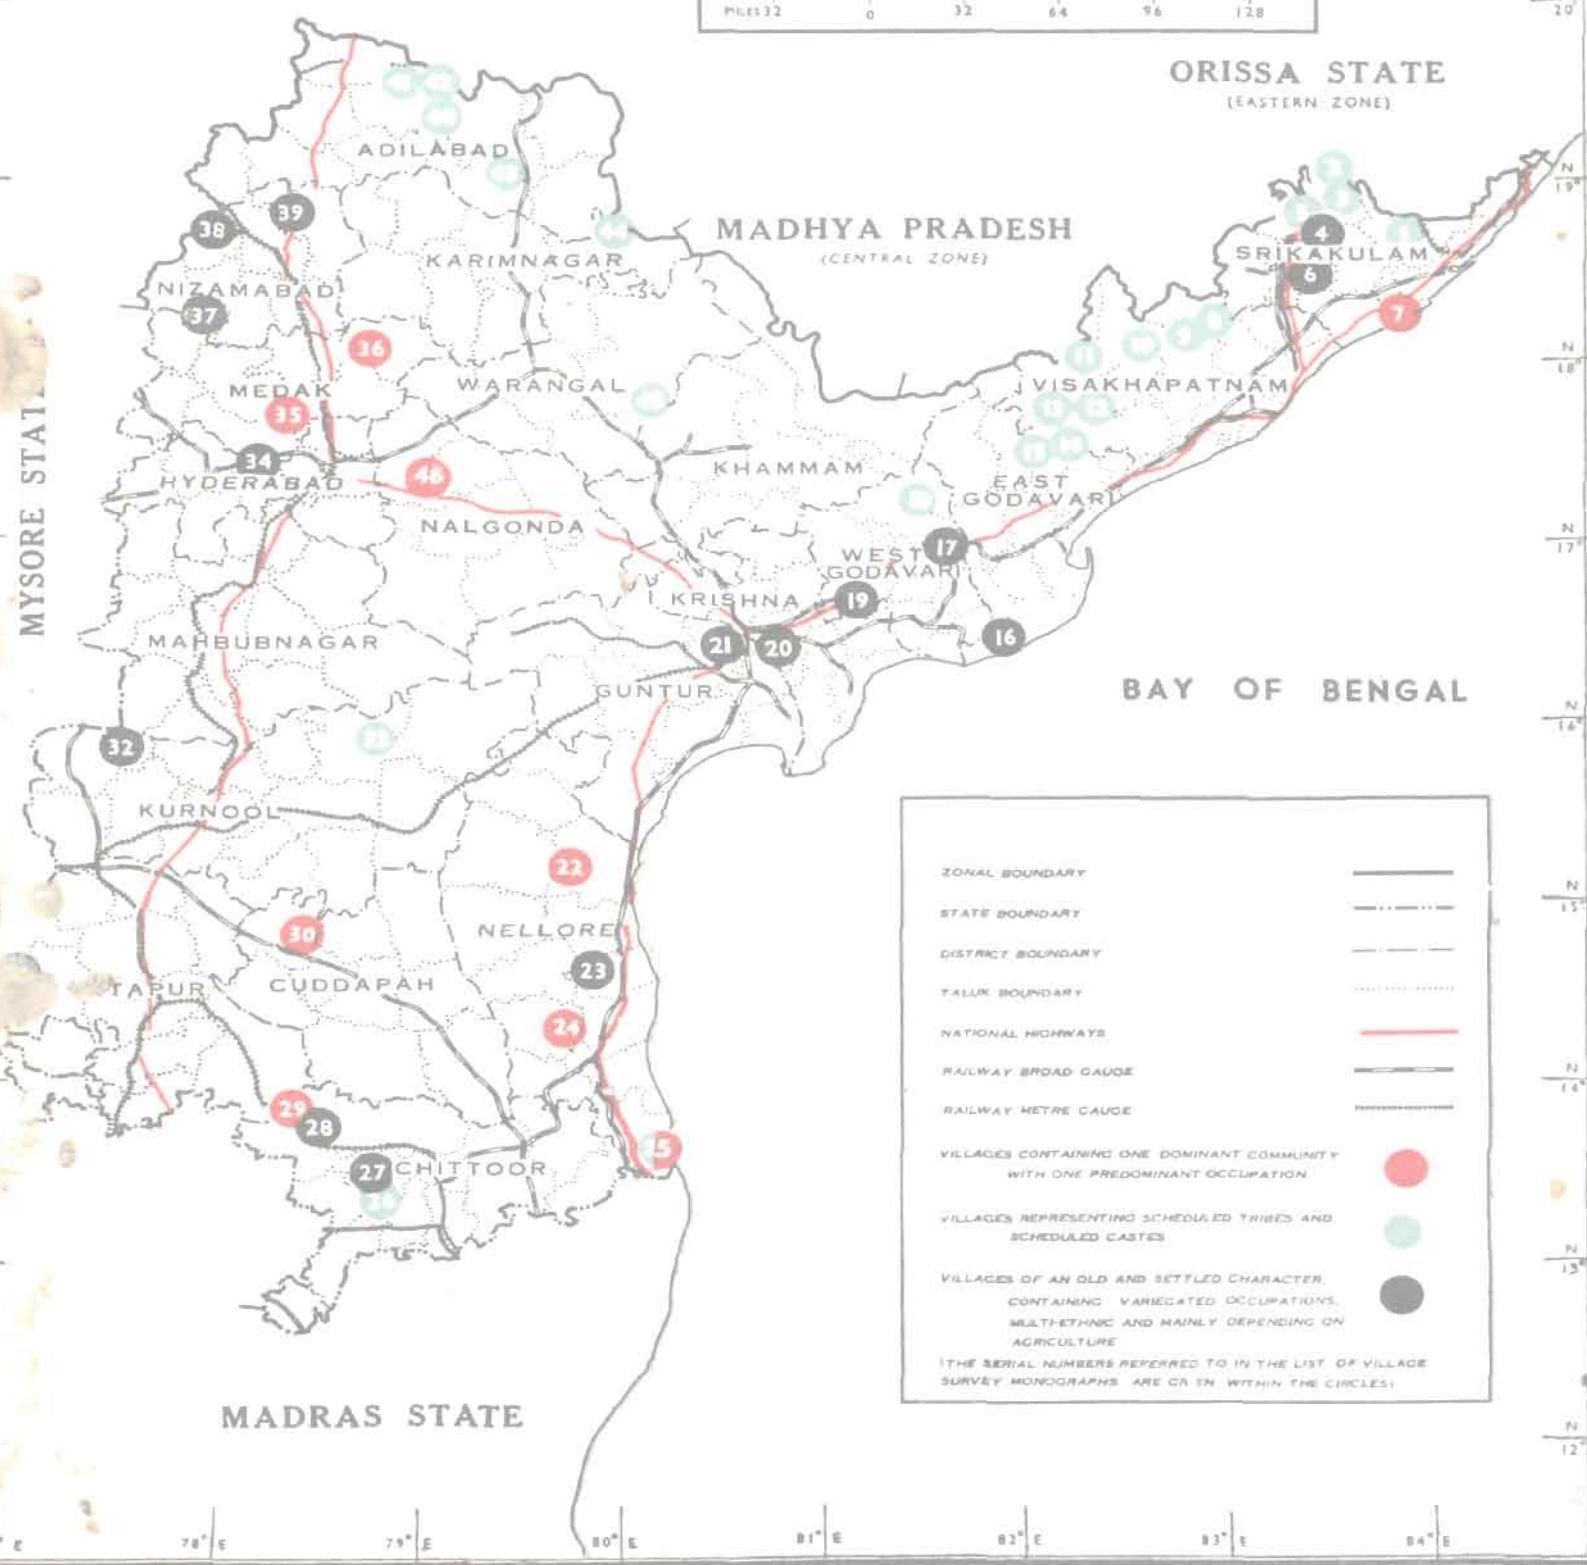 MILES 32 0 32 64 96 128
20°
ORISSA STATE
(EASTERN ZONE)
ADILABAD
N
19°
39
38
MADHYA PRADESH
(CENTRAL ZONE)
44
4
SRIKAKULAM
6
KARIMNAGAR
NIZAMABAD
37
7
36
N
18°
MEDAK
35
WARANGAL
VISAKHAPATNAM
MYSORE STATE
34
HYDERABAD
46
KHAMMAM
EAST
GODAVARI
NALGONDA
17
N
17°
WEST
GODAVARI
KRISHNA
19
MAHBUBNAGAR
21
20
16
GUNTUR
BAY OF BENGAL
N
16°
32
KURNOOL
22
N
15°
30
NELLORE
23
TAPUR
CUDDAPAH
24
N
14°
29
28
5
27
CHITTOOR
26
N
13°
ZONAL BOUNDARY
STATE BOUNDARY
DISTRICT BOUNDARY
TALUK BOUNDARY
NATIONAL HIGHWAYS
RAILWAY BROAD GAUGE
RAILWAY METRE GAUGE
VILLAGES CONTAINING ONE DOMINANT COMMUNITY
WITH ONE PREDOMINANT OCCUPATION
VILLAGES REPRESENTING SCHEDULED TRIBES AND
SCHEDULED CASTES
VILLAGES OF AN OLD AND SETTLED CHARACTER,
CONTAINING VARIEGATED OCCUPATIONS,
MULTI-ETHNIC AND MAINLY DEPENDING ON
AGRICULTURE
(THE SERIAL NUMBERS REFERRED TO IN THE LIST OF VILLAGE
SURVEY MONOGRAPHS ARE GIVEN WITHIN THE CIRCLES)
MADRAS STATE
N
12°
E 78° E 79° E 80° E 81° E 82° E 83° E 84° E